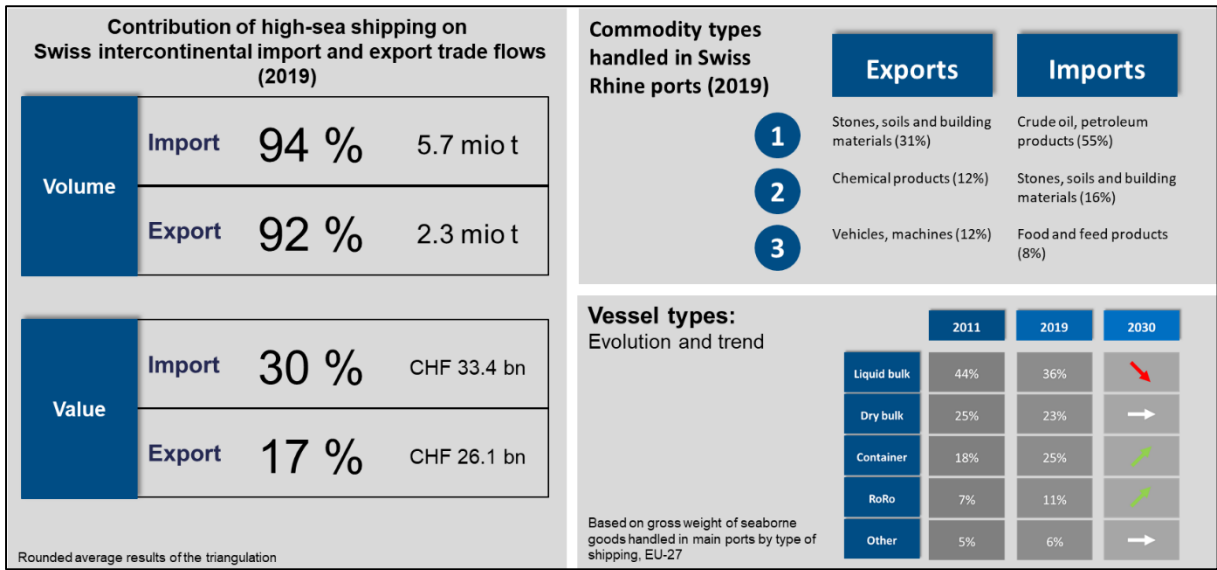 Contribution of high-sea shipping on
Swiss intercontinental import and export trade flows
(2019)
Volume
Import 94 % 5.7 mio t
Export 92 % 2.3 mio t
Value
Import 30 % CHF 33.4 bn
Export 17 % CHF 26.1 bn
Rounded average results of the triangulation
Commodity types
handled in Swiss
Rhine ports (2019)
Exports Imports
1
Stones, soils and building
materials (31%)
Crude oil, petroleum
products (55%)
2
Chemical products (12%)
Stones, soils and building
materials (16%)
3
Vehicles, machines (12%)
Food and feed products
(8%)
Vessel types:
Evolution and trend
2011 2019 2030
Liquid bulk 44% 36%
Dry bulk 25% 23%
Container 18% 25%
RoRo 7% 11%
Other 5% 6%
Based on gross weight of seaborne
goods handled in main ports by type of
shipping, EU-27